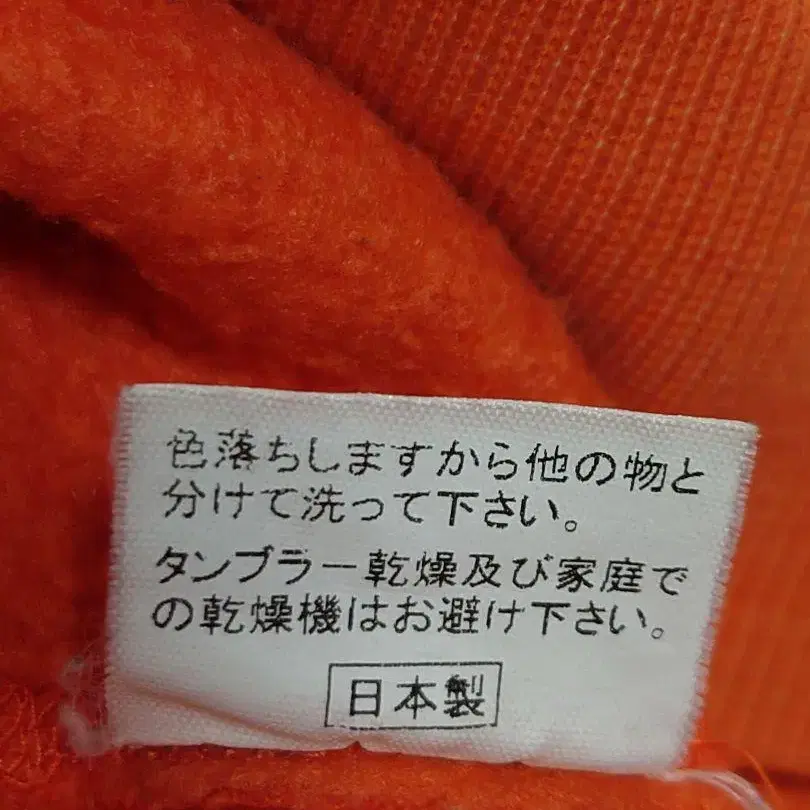 色落ちしますから他の物と
分けて洗って下さい。
タンブラー乾燥及び家庭で
の乾燥機はお避け下さい。
日本製